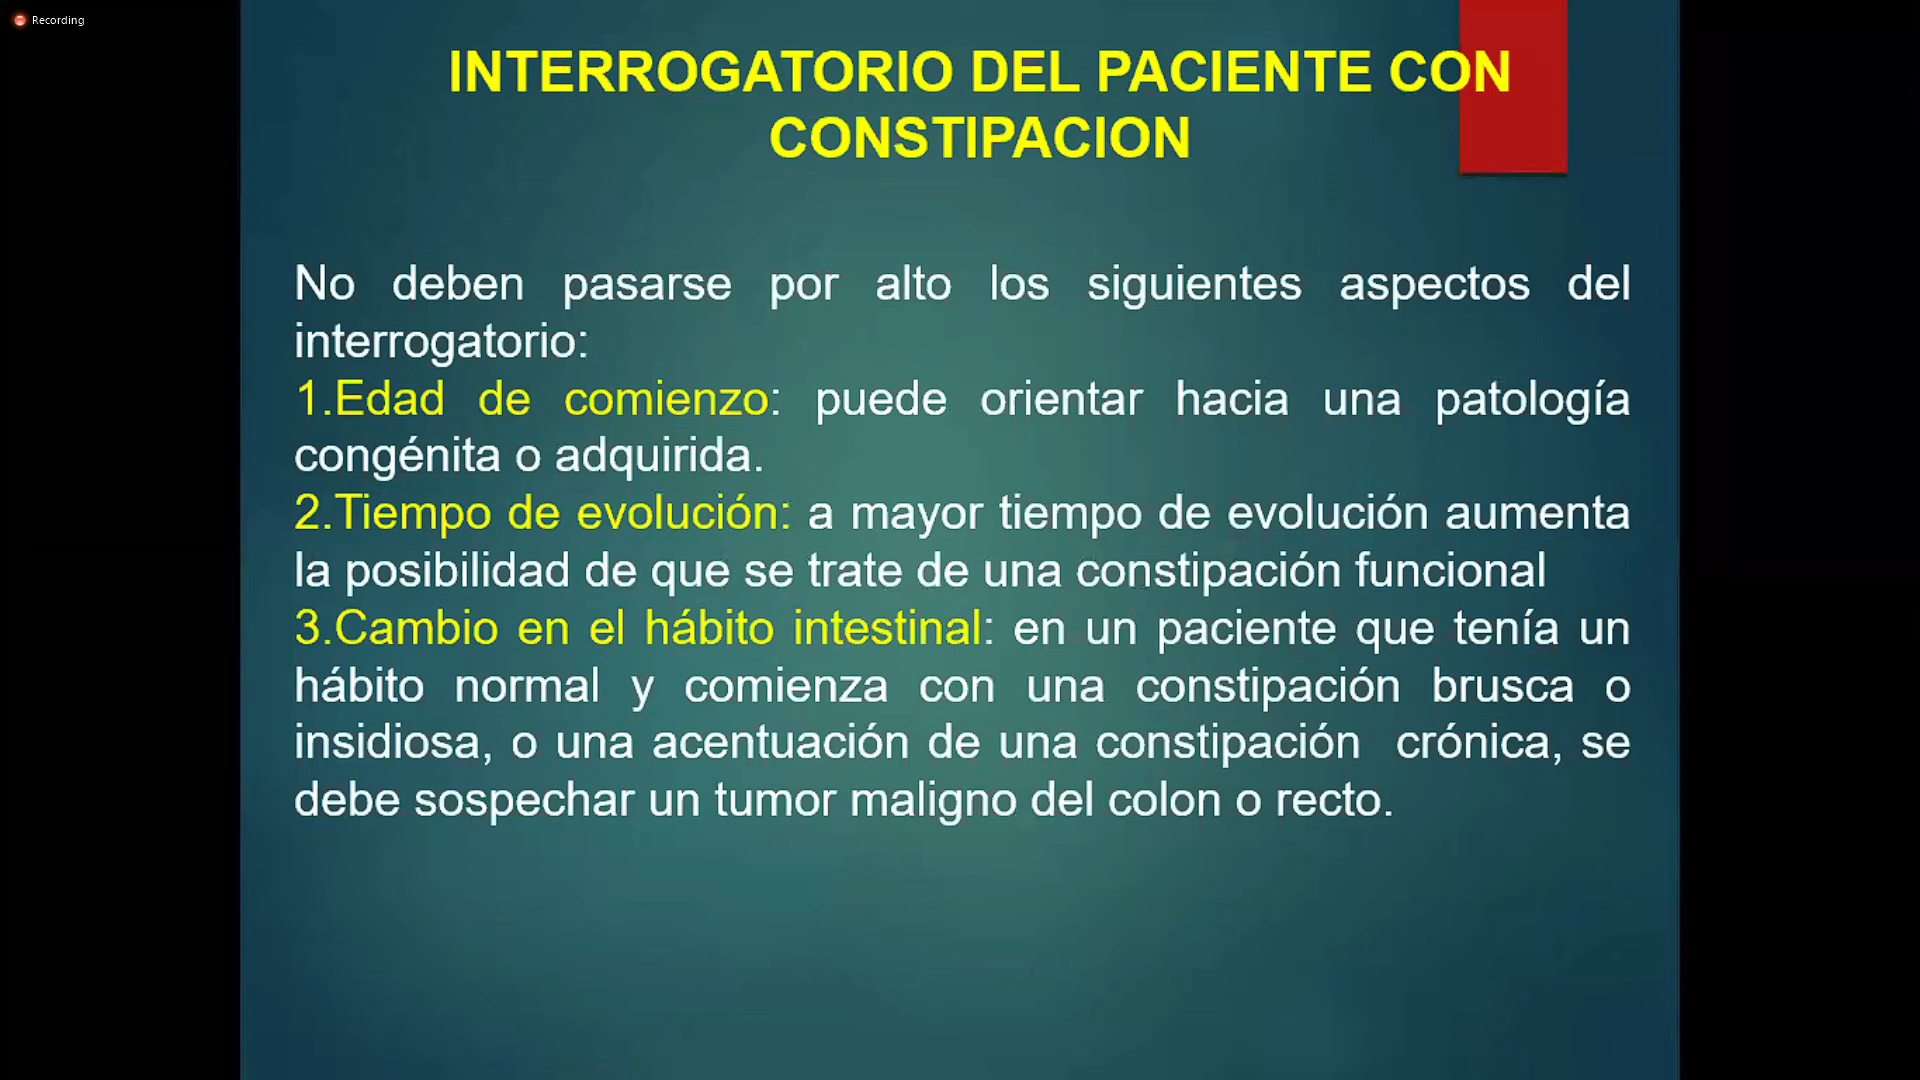 Recording
INTERROGATORIO DEL PACIENTE CON
CONSTIPACION
No deben pasarse por alto los siguientes aspectos del
interrogatorio:
1.Edad de comienzo: puede orientar hacia una patología
congénita o adquirida.
2.Tiempo de evolución: a mayor tiempo de evolución aumenta
la posibilidad de que se trate de una constipación funcional
3.Cambio en el hábito intestinal: en un paciente que tenía un
hábito normal y comienza con una constipación brusca o
insidiosa, o una acentuación de una constipación crónica, se
debe sospechar un tumor maligno del colon o recto.